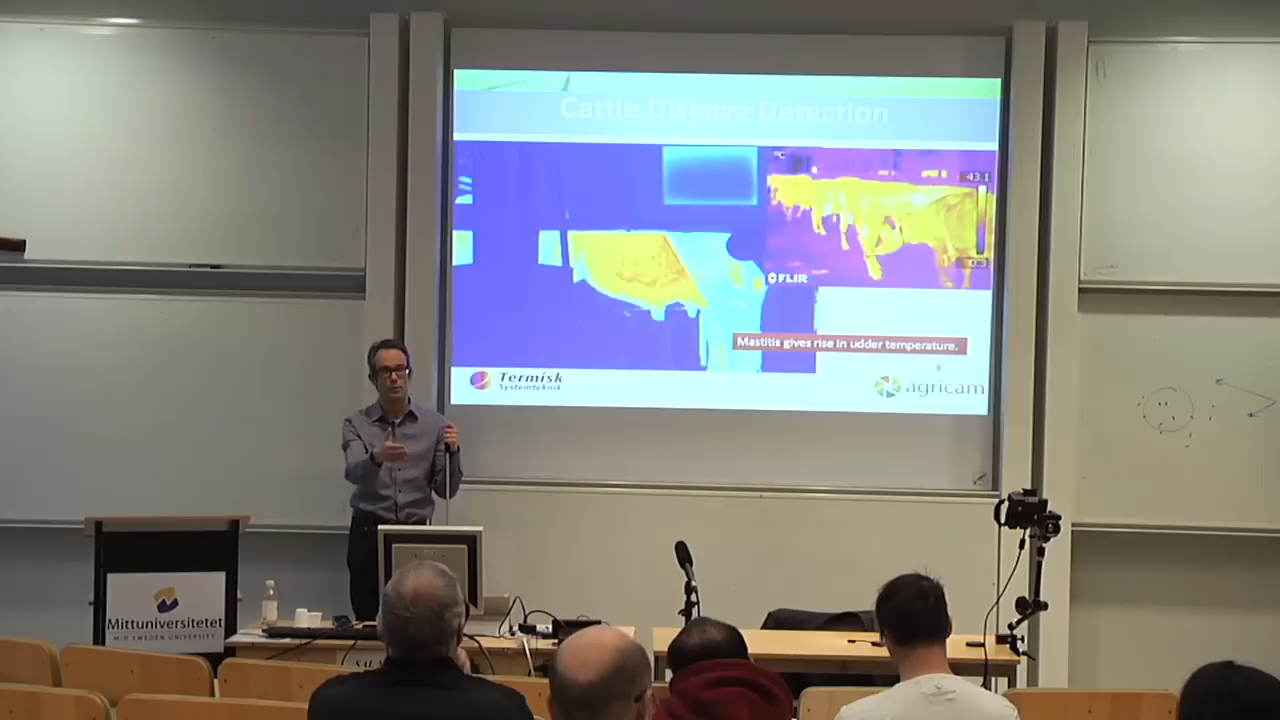 Cattle Disease Detection
°C
43.1
FLIR
Mastitis gives rise in udder temperature.
Termisk
Systemteknik
agricam
Mittuniversitetet
MID SWEDEN UNIVERSITY